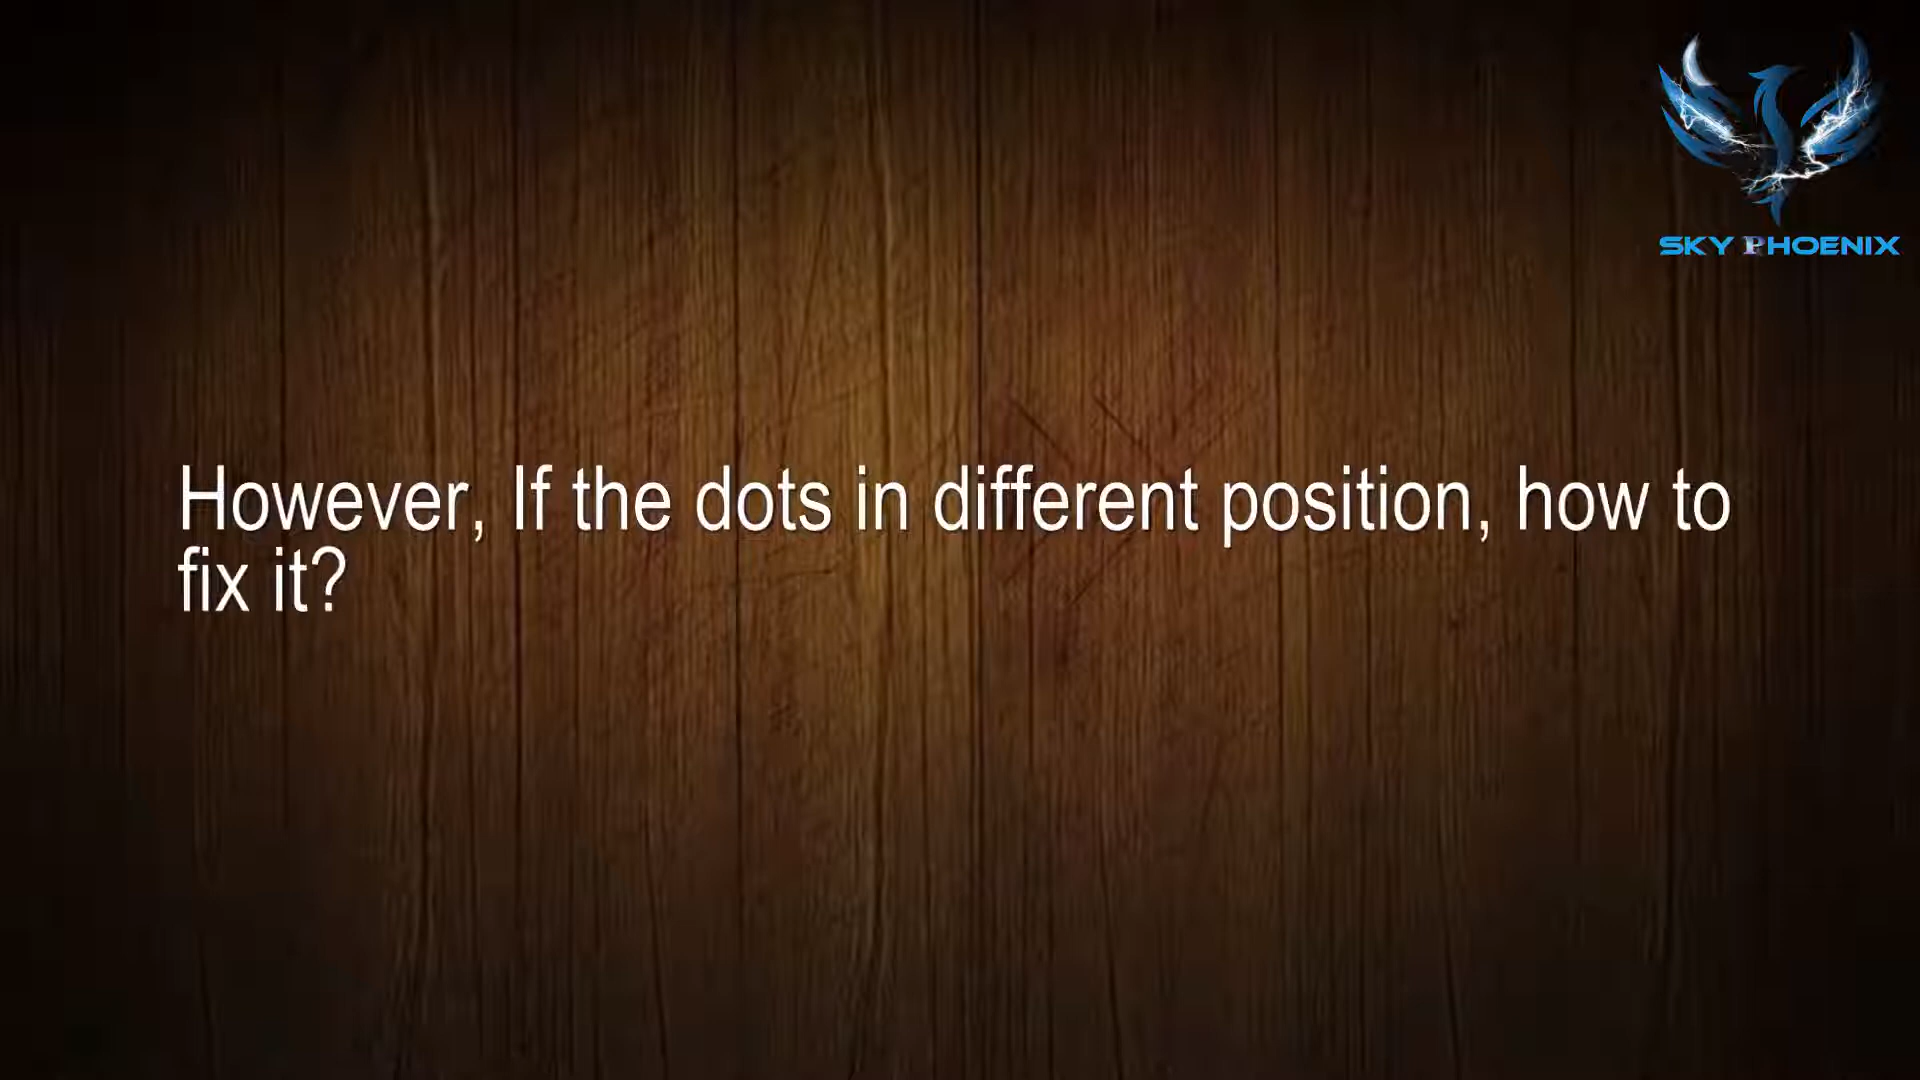 SKY PHOENIX
However, If the dots in different position, how to
fix it?